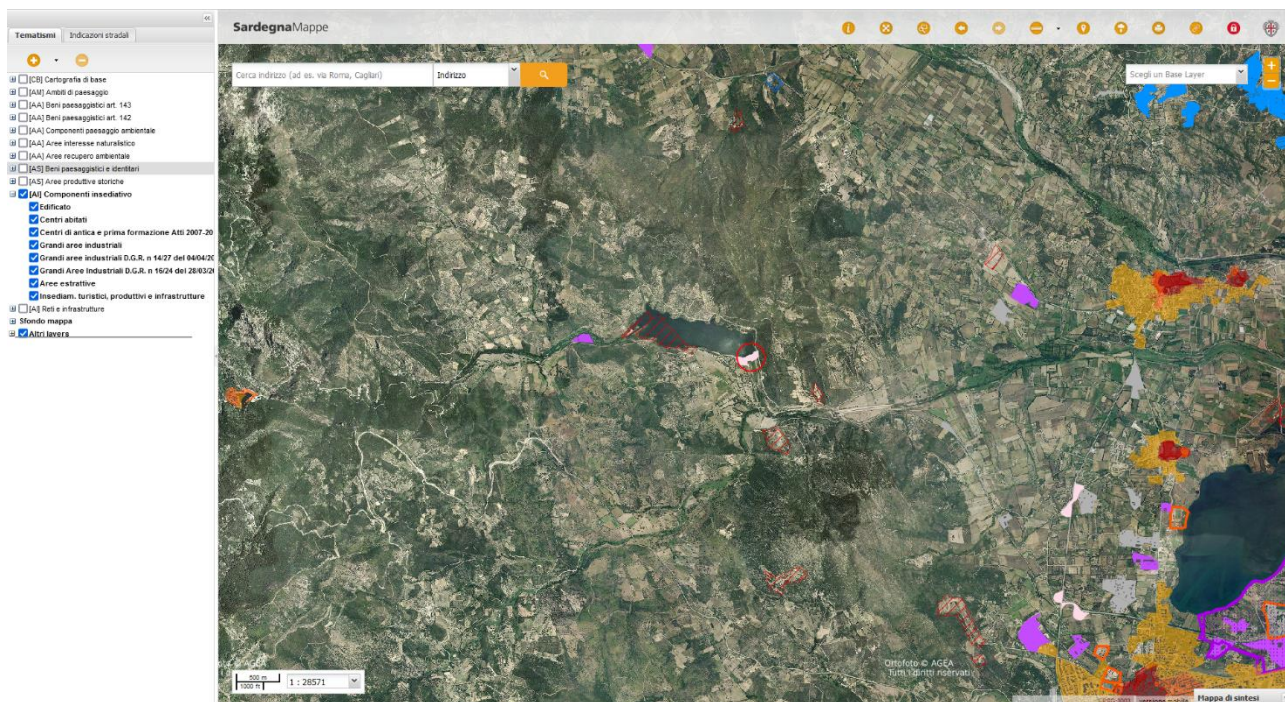 Tematismi
Indicazioni stradali
[CB] Cartografia di base
[AM] Ambiti di paesaggio
[AA] Beni paesaggistici art. 143
[AA] Beni paesaggistici art. 142
[AA] Componenti paesaggio ambientale
[AA] Aree interesse naturalistico
[AA] Aree recupero ambientale
[AS] Beni paesaggistici e identitari
[AS] Aree produttive storiche
[AI] Componenti insediativo
Edificato
Centri abitati
Centri di antica e prima formazione Atti 2007-20
Grandi aree industriali
Grandi aree industriali D.G.R. n 14/27 del 04/04/20
Grandi Aree Industriali D.G.R. n 16/24 del 28/03/20
Aree estrattive
Insediam. turistici, produttivi e infrastrutture
[AI] Reti e infrastrutture
Sfondo mappa
Altri layers
SardegnaMappe
Cerca indirizzo (ad es. via Roma, Cagliari)
Indirizzo
Scegli un Base Layer
© AGEA
500 m
1000 ft
1 : 28571
Ortofoto © AGEA
Tutti i diritti riservati
Mappa di sintesi